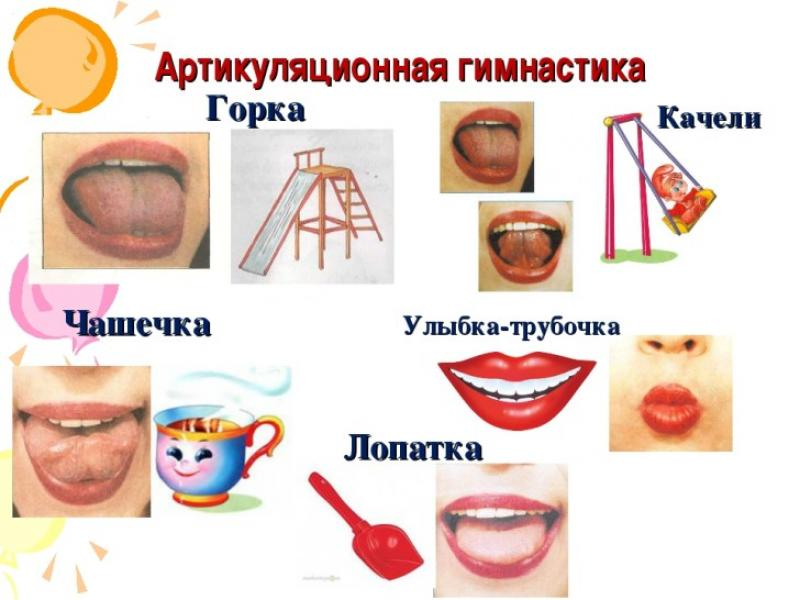 Артикуляционная гимнастика
Горка
Качели
Чашечка
Улыбка-трубочка
Лопатка